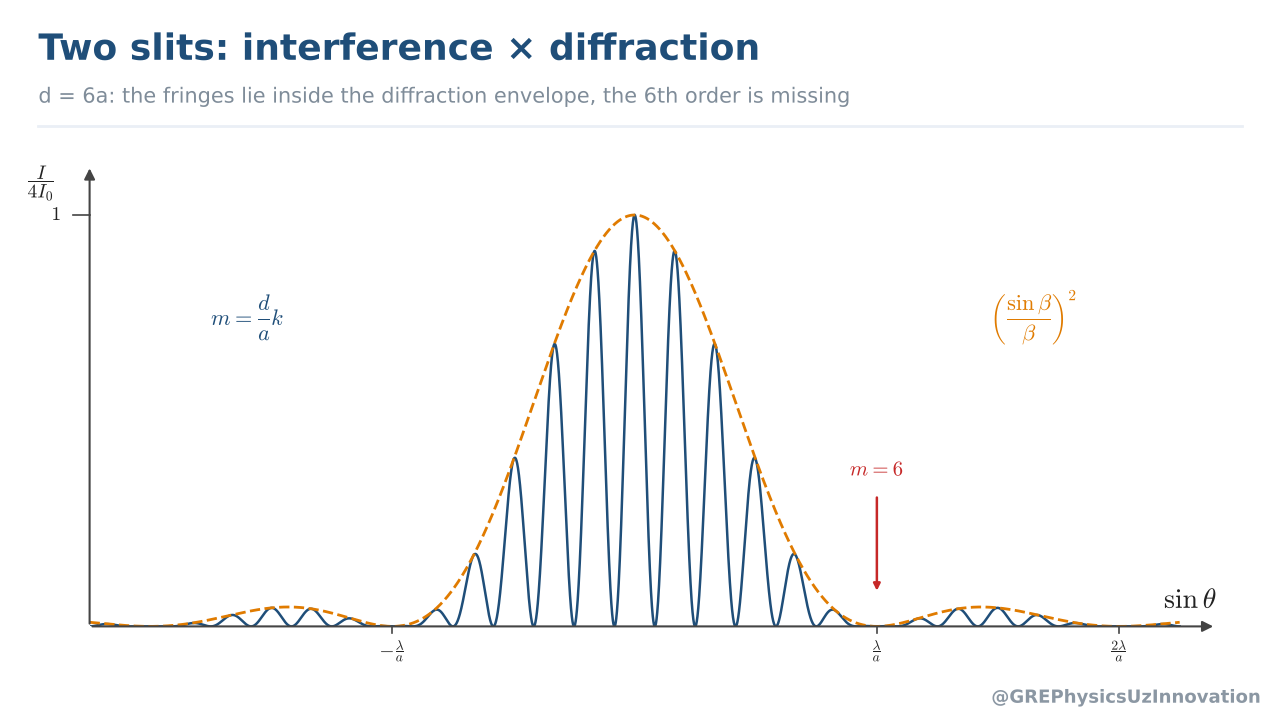 Two slits: interference × diffraction
d = 6a: the fringes lie inside the diffraction envelope, the 6th order is missing
I/4I₀
1
m = d/a k
(sin β/β)²
m = 6
sin θ
−λ/a
λ/a
2λ/a
@GREPhysicsUzInnovation